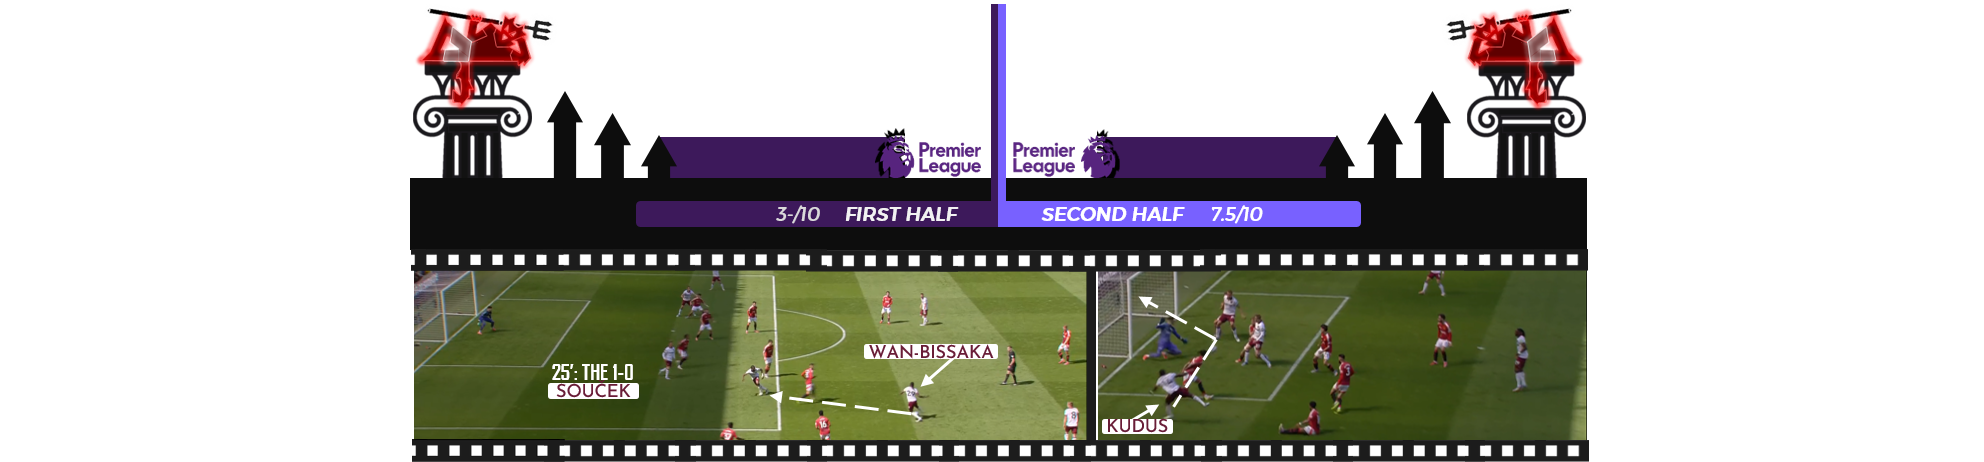 Premier
League
Premier
League
3-/10 FIRST HALF
SECOND HALF 7.5/10
WAN-BISSAKA
25': THE 1-0
SOUCEK
KUDUS